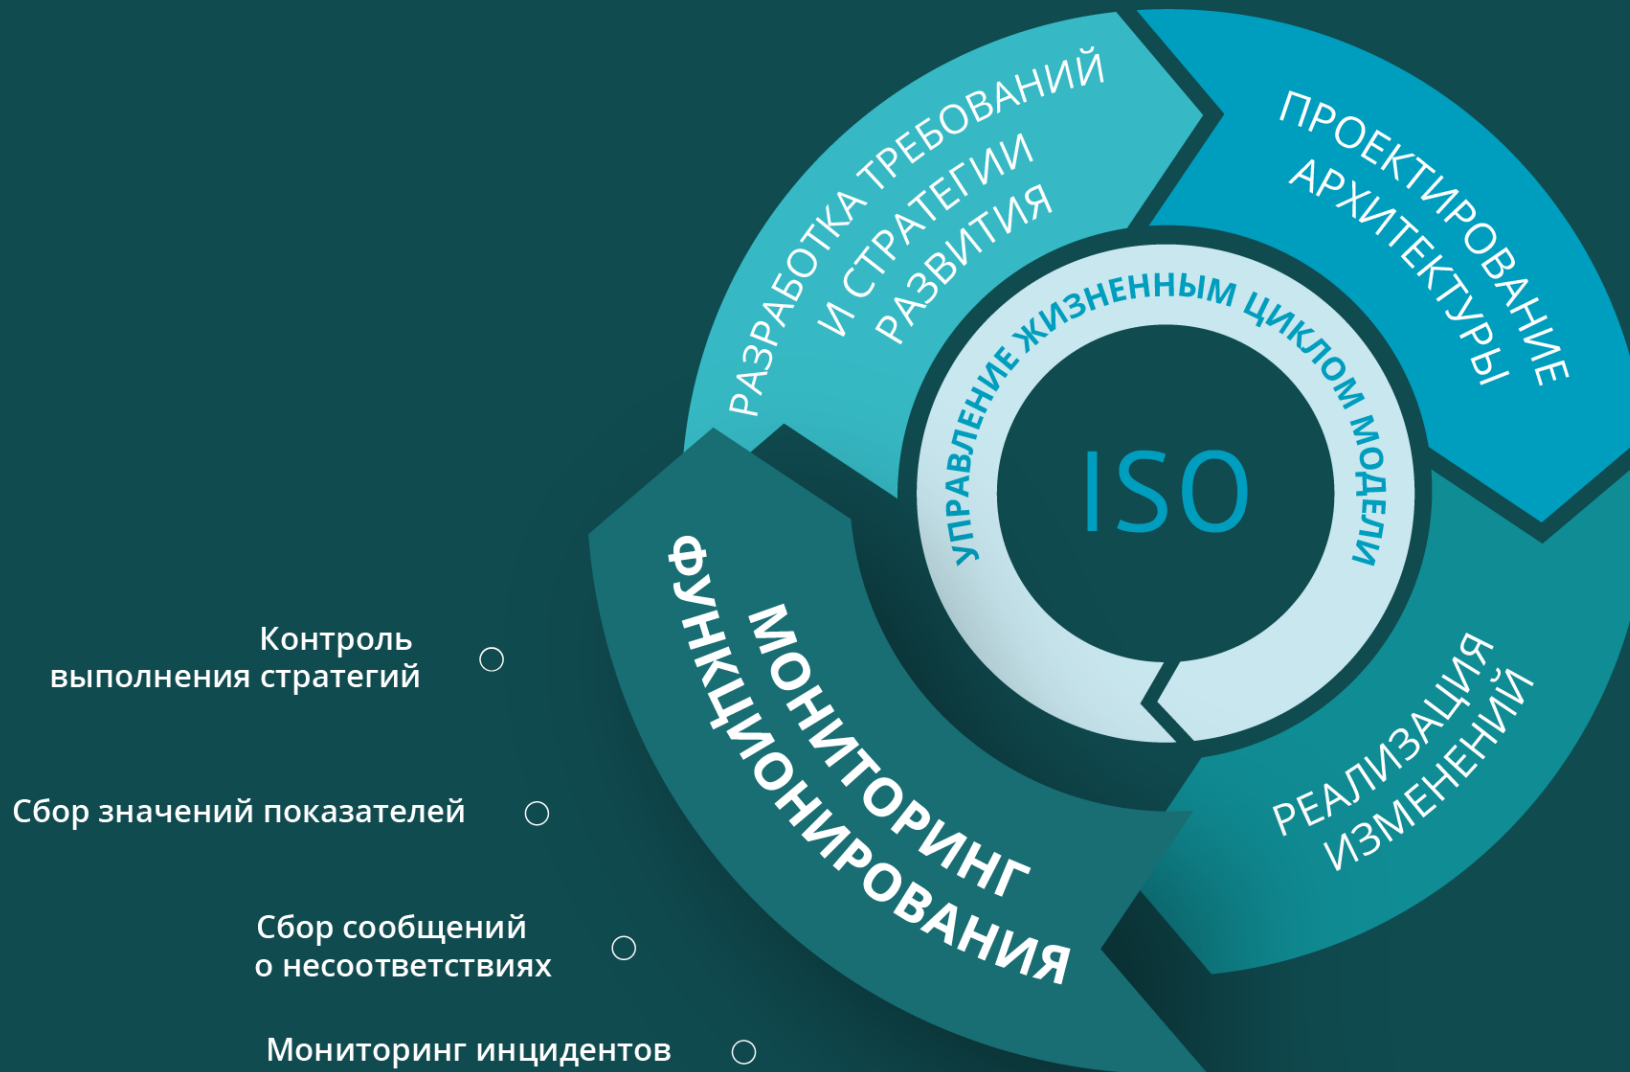 РАЗРАБОТКА ТРЕБОВАНИЙ
И СТРАТЕГИИ
РАЗВИТИЯ
ПРОЕКТИРОВАНИЕ
АРХИТЕКТУРЫ
УПРАВЛЕНИЕ ЖИЗНЕННЫМ ЦИКЛОМ МОДЕЛИ
ISO
РЕАЛИЗАЦИЯ
ИЗМЕНЕНИЙ
МОНИТОРИНГ
ФУНКЦИОНИРОВАНИЯ
Контроль
выполнения стратегий
Сбор значений показателей
Сбор сообщений
о несоответствиях
Мониторинг инцидентов